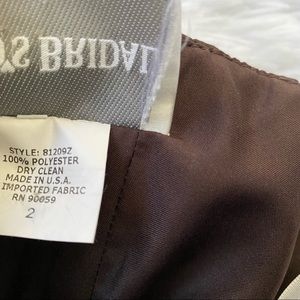 'S BRIDAL
STYLE: 81209Z
100% POLYESTER
DRY CLEAN
MADE IN U.S.A.
IMPORTED FABRIC
RN 90059
2